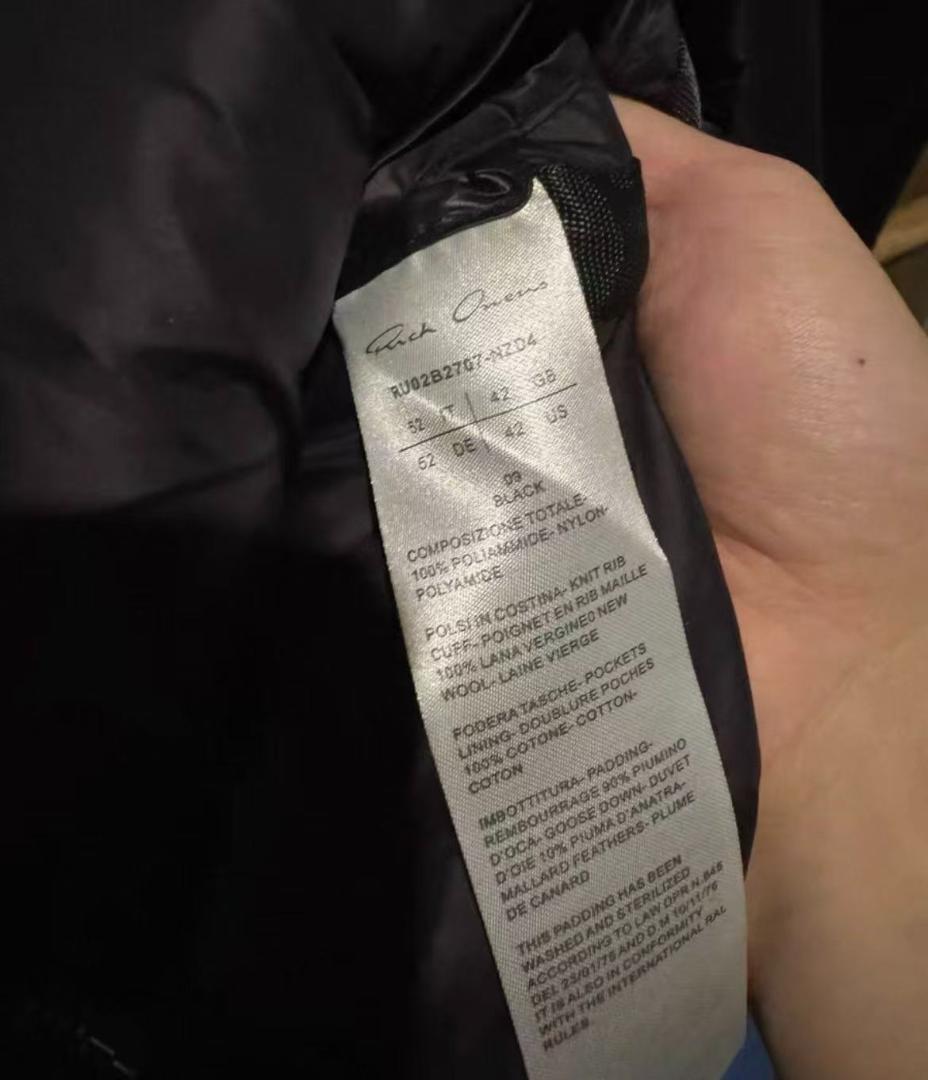 Rick Owens
RU02B2707-NZD4
52 IT | 42 GB
52 DE | 42 US
09
BLACK
COMPOSIZIONE TOTALE-
100% POLIAMMIDE- NYLON-
POLYAMIDE
POLSI IN COSTINA- KNIT RIB
CUFF- POIGNET EN RIB MAILLE
100% LANA VERGINE0 NEW
WOOL- LAINE VIERGE
FODERA TASCHE- POCKETS
LINING- DOUBLURE POCHES
100% COTONE- COTTON-
COTON
IMBOTTITURA- PADDING-
REMBOURRAGE 90% PIUMINO
D'OCA- GOOSE DOWN- DUVET
D'OIE 10% PIUMA D'ANATRA-
MALLARD FEATHERS- PLUME
DE CANARD
THIS PADDING HAS BEEN
WASHED AND STERILIZED
ACCORDING TO LAW DPR N.845
DEL 23/01/75 AND D M 10/11/76
IT IS ALSO IN CONFORMITY
WITH THE INTERNATIONAL RAL
RULES.